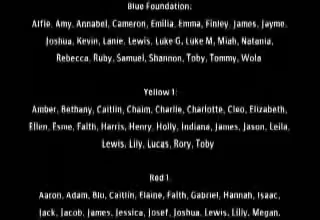 Blue Foundation:
Alfie, Amy, Annabel, Cameron, Emilia, Emma, Finley, James, Jayme,
Joshua, Kevin, Lanie, Lewis, Luke G, Luke M, Miah, Natania,
Rebecca, Ruby, Samuel, Shannon, Toby, Tommy, Wola
Yellow 1:
Amber, Bethany, Caitlin, Chaim, Charlie, Charlotte, Cleo, Elizabeth,
Ellen, Esme, Faith, Harris, Henry, Holly, Indiana, James, Jason, Leila,
Lewis, Lily, Lucas, Rory, Toby
Red 1
Aaron, Adam, Blu, Caitlin, Elaine, Faith, Gabriel, Hannah, Isaac,
Jack, Jacob, James, Jessica, Josef, Joshua, Lewis, Lilly, Megan,